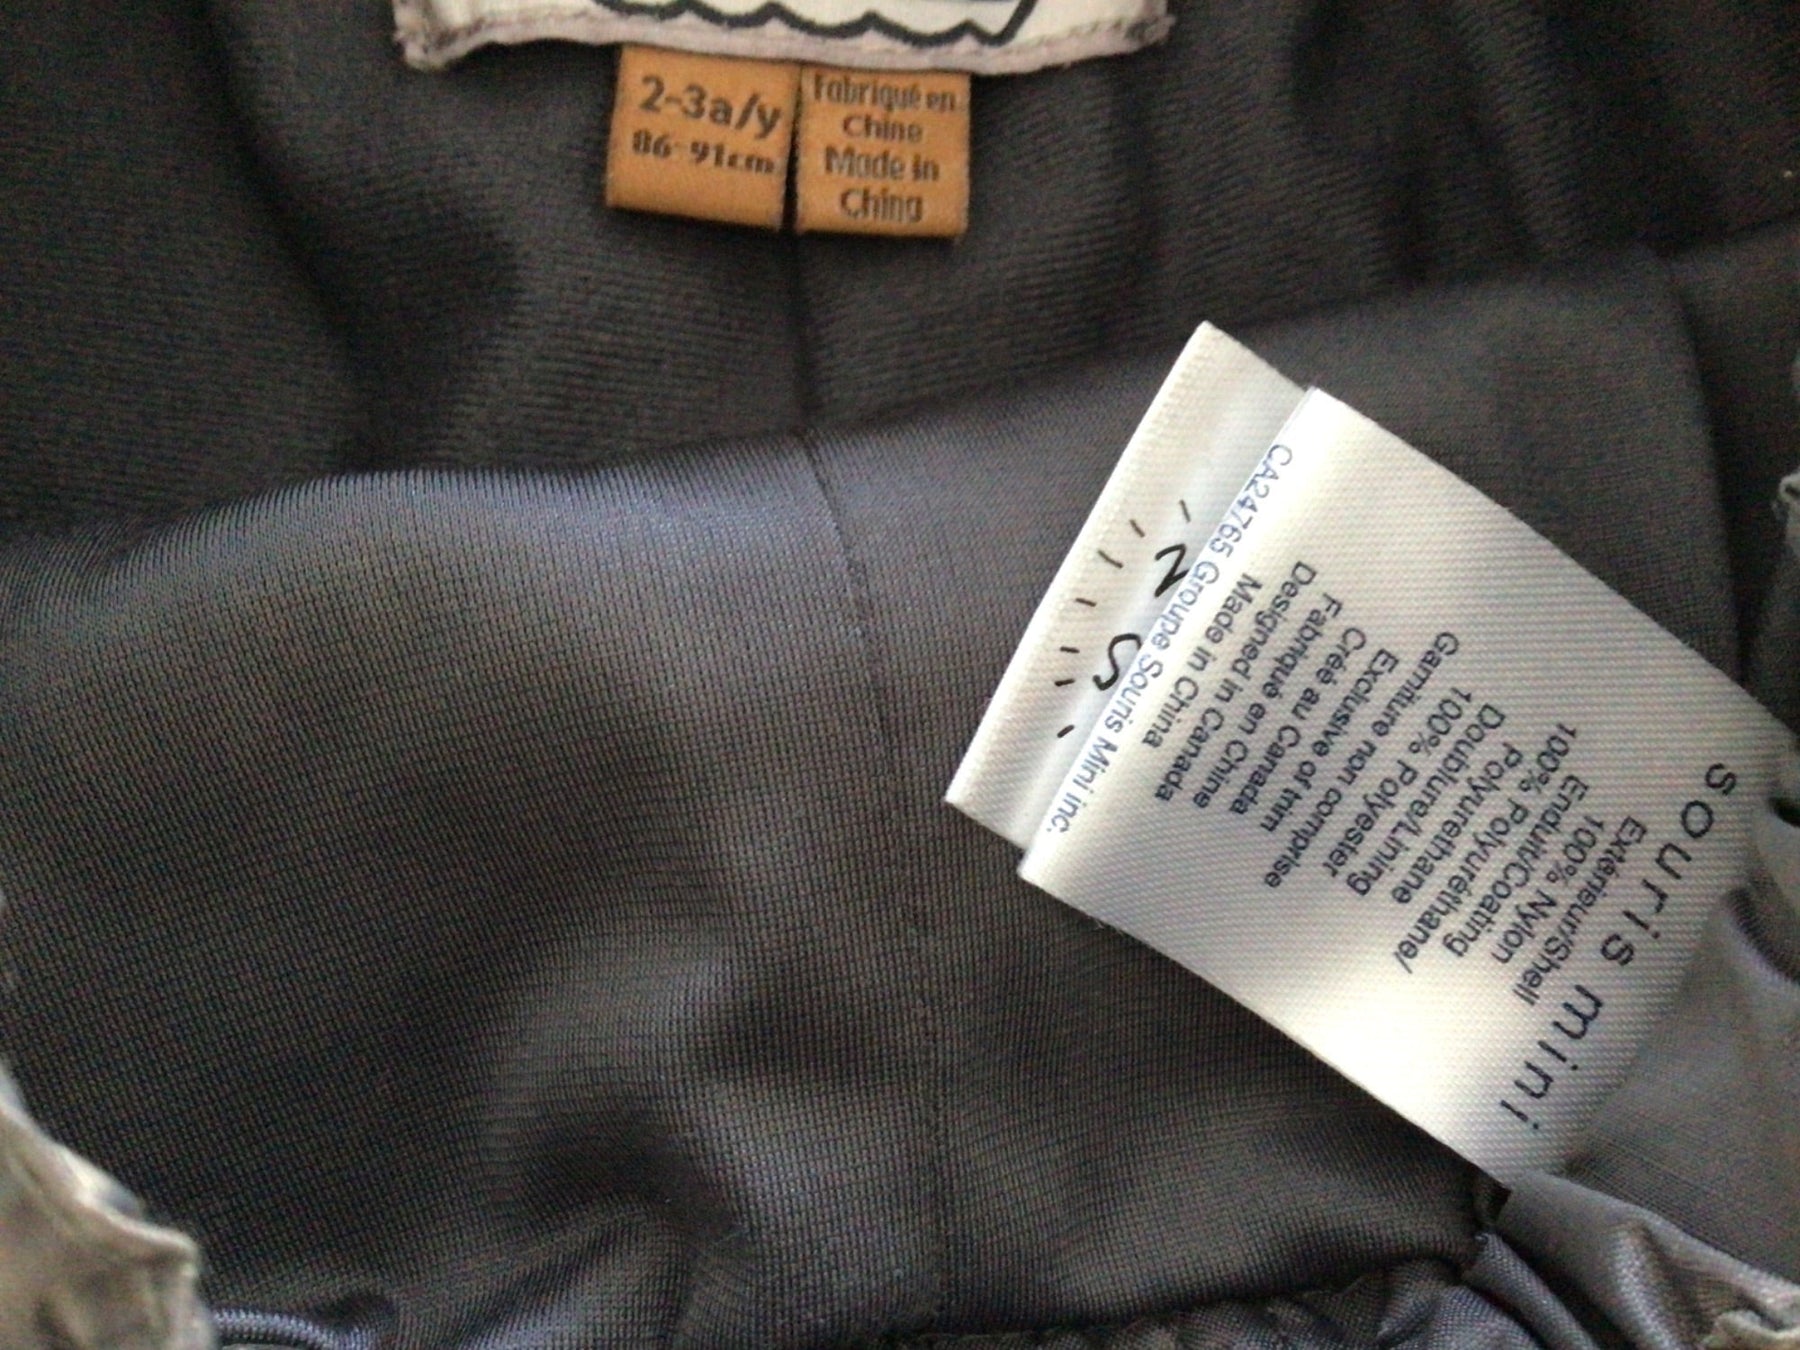 2-3a/y
86-91cm
Fabriqué en
Chine
Made in
China
souris mini
Extérieur/Shell
100% Nylon
Enduit/Coating
100% Polyuréthane/
Polyurethane
Doublure/Lining
100% Polyester
Garniture non comprise
Exclusive of trim
Créé au Canada
Fabriqué en Chine
Designed in Canada
Made in China
CA24765 Groupe Souris Mini inc.